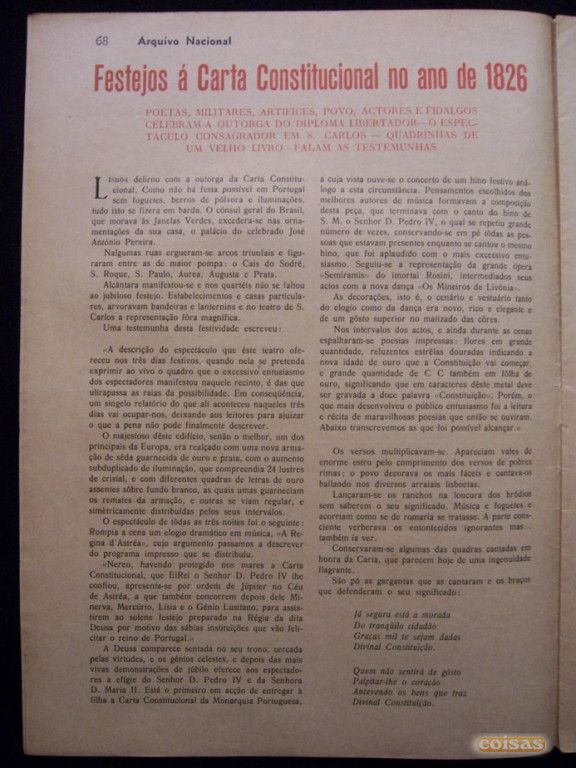 68 Arquivo Nacional
Festejos á Carta Constitucional no ano de 1826
POETAS, MILITARES, ARTIFICES, POVO, ACTORES E FIDALGOS
CELEBRAM A OUTORGA DO DIPLOMA LIBERTADOR—O ESPEC-
TÁCULO CONSAGRADOR EM S. CARLOS — QUADRINHAS DE
UM VELHO LIVRO - FALAM AS TESTEMUNHAS
LISBOA delirou com a outorga da Carta Constitu-
cional. Como não há festa possível em Portugal
sem foguetes, berros de pólvora e iluminações,
tudo isto se fizera em barda. O cônsul geral do Brasil,
que morava às Janelas Verdes, excedera-se nas orna-
mentações da sua casa, o palácio do celebrado José
António Pereira.
Nalgumas ruas ergueram-se arcos triunfais e figu-
raram entre as de maior pompa: o Cais do Sodré,
S. Roque, S. Paulo, Aurea, Augusta e Prata.
Alcântara manifestou-se e nos quartéis não se faltou
ao jubiloso festejo. Estabelecimentos e casas particula-
res, arvoravam bandeiras e lanternins e no teatro de S.
Carlos a representação fôra magnífica.
Uma testemunha desta festividade escreveu:
«A descrição do espectáculo que êste teatro ofe-
receu nos três dias festivos, quando nela se pretenda
exprimir ao vivo o quadro que o excessivo entusiasmo
dos espectadores manifestou naquele recinto, é das que
ultrapassa as raias da possibilidade. Em conseqüência,
um singelo relatório do que ali aconteceu naqueles três
dias vai ocupar-nos, deixando aos leitores para ajuizar
o que a pena não pode finalmente descrever.
O majestoso dêste edifício, senão o melhor, um dos
principais da Europa, era realçado com uma nova arma-
ção de sêda guarnecida de ouro e prata, com o aumento
subduplicado de iluminação, que compreendia 24 lustres
de cristal, e com diferentes quadras de letras de ouro
assentes sôbre fundo branco, as quais umas guarneciam
os remates da armação, e outras se viam regular, e
simètricamente distribuídas pelos seus intervalos.
O espectáculo de tôdas as três noites foi o seguinte:
Rompia a cena um elogio dramático em música, «A Re-
gina d'Astréa», cujo argumento passamos a descrever
do programa impresso que se distribuíu.
«Nereo, havendo protegido nos mares a Carta
Constitucional, que ElRei o Senhor D. Pedro IV lhe
confiou, apresenta-se por ordem de Júpiter no Céu
de Astréa, a que também concorrem depois dele Mi-
nerva, Mercúrio, Lísia e o Gênio Lusitano, para assis-
tirem ao solene festejo preparado na Régia da dita
Deusa por motivo das sábias instituições que vão feli-
citar o reino de Portugal.»
A Deusa comparece sentada no seu trono, cercada
pelas virtudes, e os génios celestes, e depois das mais
vivas demonstrações de júbilo oferece aos espectado-
res a efígie do Senhor D. Pedro IV e da Senhora
D. Maria II. Está o primeiro em acção de entregar à
filha a Carta Constitucional da Monarquia Portuguesa,
a cuja vista ouve-se o concerto de um hino festivo aná-
logo a esta circunstância. Pensamentos escolhidos dos
melhores autores de música formavam a composição
desta peça, que terminava com o canto do hino de
S. M. o Senhor D. Pedro IV, o qual se repetiu grande
número de vezes, conservando-se em pé tôdas as pes-
soas que estavam presentes enquanto se cantou o mesmo
hino, que foi aplaudido com o mais excessivo entu-
siasmo. Seguiu-se a representação da grande ópera
«Semiramis» do imortal Rosini, intermediados seus
actos com a nova dança «Os Mineiros de Livônia».
As decorações, isto é, o cenário e vestuário tanto
do elogio como da dança era novo, rico e elegante e
de um gôsto superior no matizado das côres.
Nos intervalos dos actos, e ainda durante as cenas
espalharam-se poesias impressas: flores em grande
quantidade, reluzentes estrêlas douradas indicando a
nova idade de ouro que a Constituição vai começar,
e grande quantidade de C C também em fôlha de
ouro, significando que em caracteres dêste metal deve
ser gravada a doce palavra «Constituição». Porém, o
que mais desenvolveu o público entusiasmo foi a leitura
e récita de maravilhosas poesias que então se ouviram.
Abaixo transcrevemos as que foi possível alcançar.»
Os versos multiplicavam-se. Apareciam vates de
enorme estro pelo comprimento dos versos de pobres
rimas; o povo decorava os mais fáceis e cantava-os
bailando nos diversos arraiais lisboetas.
Lançaram-se os ranchos na loucura dos bródios
sem saberem o seu significado. Música e foguetes e
acorriam como se de romaria se tratasse. A parte cons-
ciente verberava os entontecidos ignorantes mas...
também ia ver.
Conservaram-se algumas das quadras cantadas em
honra da Carta, que parecem hoje de uma ingenuidade
flagrante.
São pó as gargantas que as cantaram e os braços
que defenderam o seu significado:
Já segura está a morada
Do tranqüilo cidadão
Graças mil te sejam dadas
Divinal Constituïção.
Quem não sentirá de gôsto
Palpitar-lhe o coração
Antevendo os bens que traz
Divinal Constituïção.
coisas